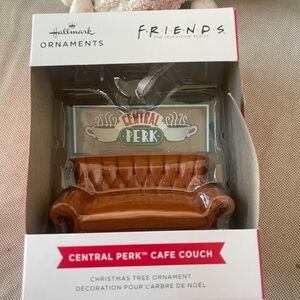 Hallmark
ORNAMENTS
F·R·I·E·N·D·S
THE TELEVISION SERIES
CENTRAL
PERK
CENTRAL PERK™ CAFE COUCH
CHRISTMAS TREE ORNAMENT
DÉCORATION POUR L'ARBRE DE NOËL